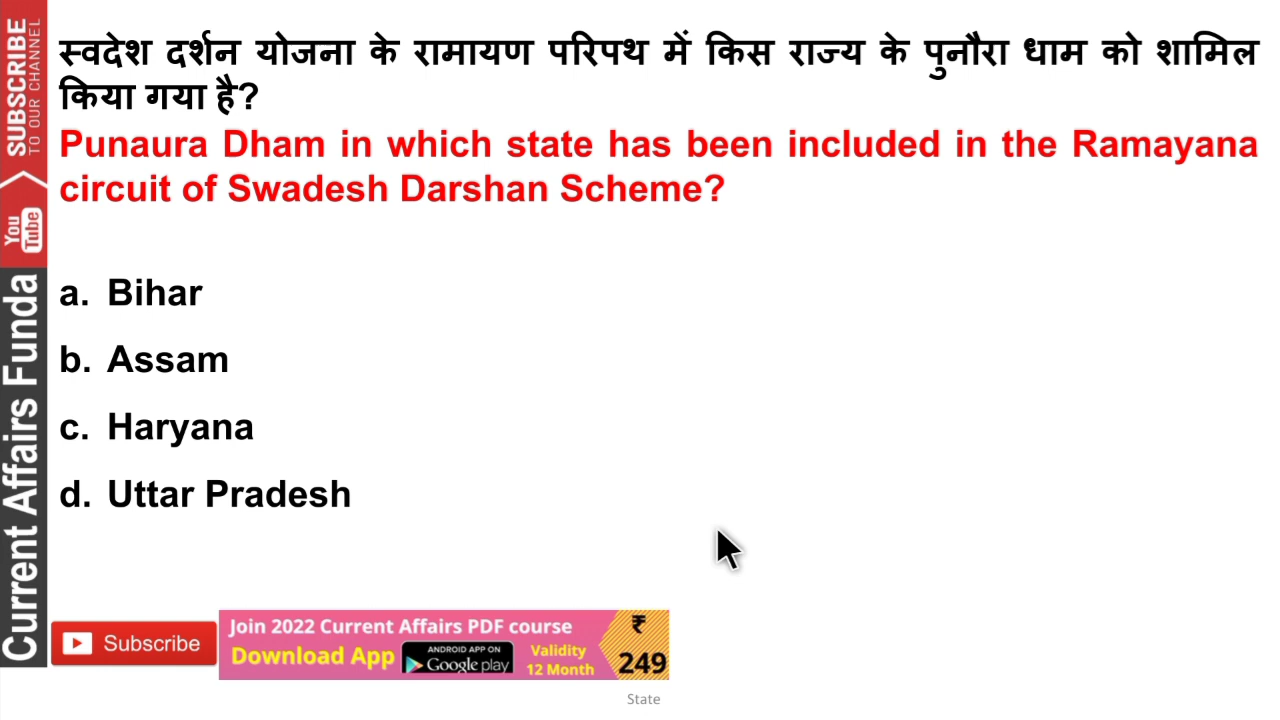 स्वदेश दर्शन योजना के रामायण परिपथ में किस राज्य के पुनौरा धाम को शामिल
किया गया है?
Punaura Dham in which state has been included in the Ramayana
circuit of Swadesh Darshan Scheme?
a. Bihar
b. Assam
c. Haryana
d. Uttar Pradesh
SUBSCRIBE
TO OUR CHANNEL
You
Tube
Current Affairs Funda
Subscribe
Join 2022 Current Affairs PDF course
Download App
ANDROID APP ON
Google play
Validity
12 Month
₹
249
State